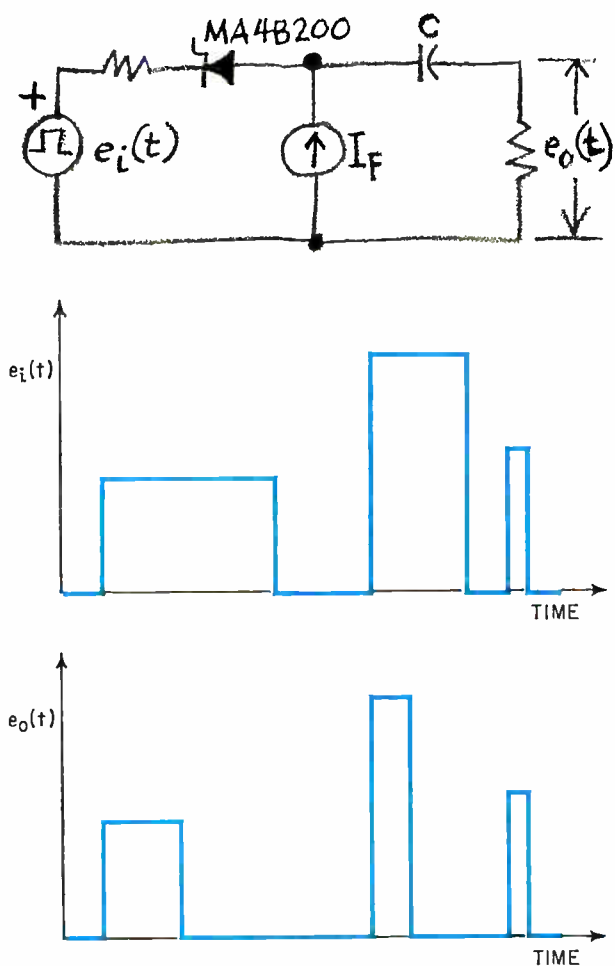 MA4B200
C
+
e_i(t)
I_F
e_o(t)
e_i(t)
TIME
e_o(t)
TIME